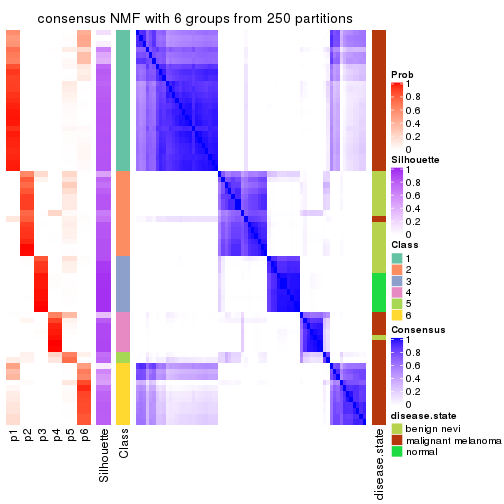 consensus NMF with 6 groups from 250 partitions
Prob
1
0.8
0.6
0.4
0.2
0
Silhouette
1
0.8
0.6
0.4
0.2
0
Class
1
2
3
4
5
6
Consensus
1
0.8
0.6
0.4
0.2
0
disease.state
benign nevi
malignant melanoma
normal
p1
p2
p3
p4
p5
p6
Silhouette
Class
disease.state